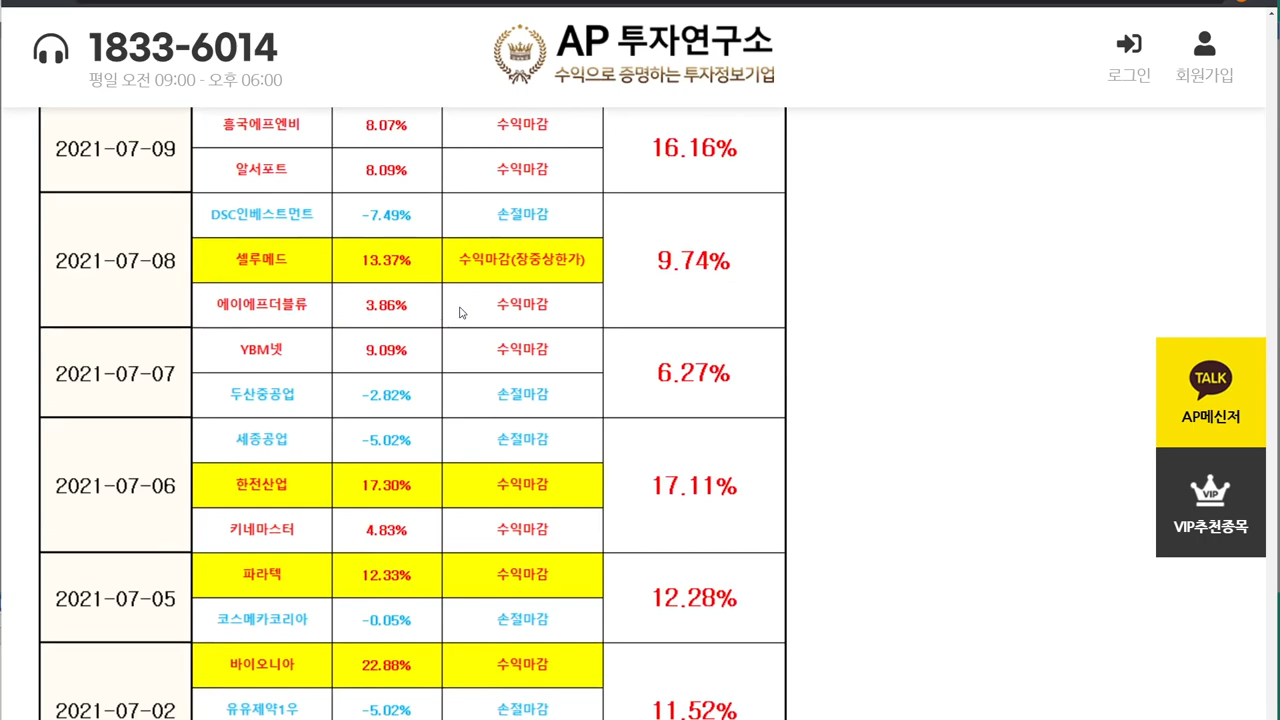 1833-6014
평일 오전 09:00 - 오후 06:00
AP 투자연구소
수익으로 증명하는 투자정보기업
로그인
회원가입
2021-07-09
흥국에프엔비 8.07% 수익마감
알서포트 8.09% 수익마감
16.16%
2021-07-08
DSC인베스트먼트 -7.49% 손절마감
셀루메드 13.37% 수익마감(장중상한가)
에이에프더블류 3.86% 수익마감
9.74%
2021-07-07
YBM넷 9.09% 수익마감
두산중공업 -2.82% 손절마감
6.27%
2021-07-06
세종공업 -5.02% 손절마감
한전산업 17.30% 수익마감
키네마스터 4.83% 수익마감
17.11%
2021-07-05
파라텍 12.33% 수익마감
코스메카코리아 -0.05% 손절마감
12.28%
2021-07-02
바이오니아 22.88% 수익마감
유유제약1우 -5.02% 손절마감
11.52%
TALK
AP메신저
VIP
VIP추천종목